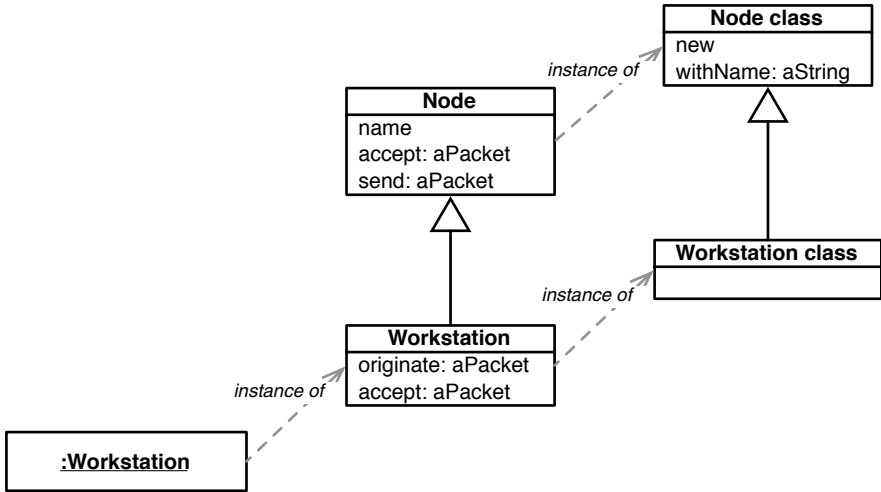 Node class
new
withName: aString
instance of
Node
name
accept: aPacket
send: aPacket
Workstation class
instance of
Workstation
originate: aPacket
accept: aPacket
instance of
:Workstation